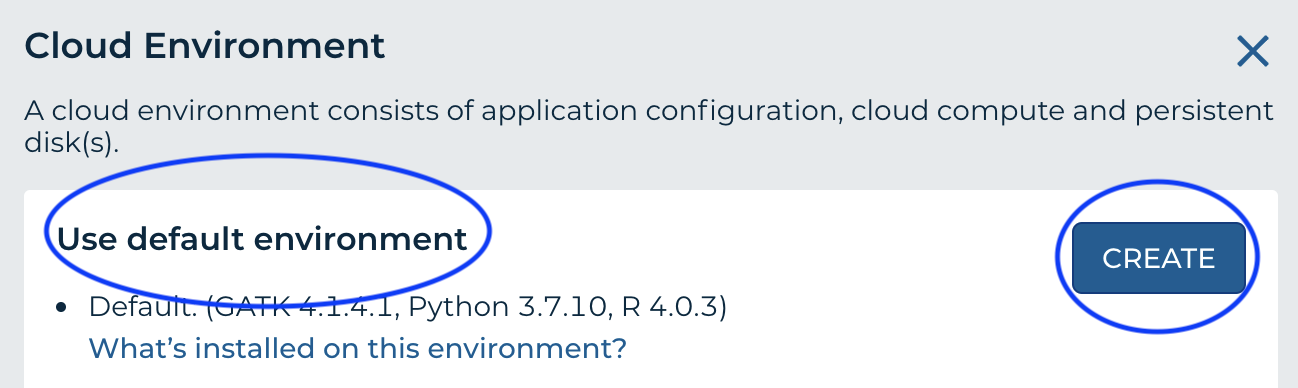 Cloud Environment
A cloud environment consists of application configuration, cloud compute and persistent
disk(s).
Use default environment
CREATE
Default: (GATK 4.1.4.1, Python 3.7.10, R 4.0.3)
What's installed on this environment?